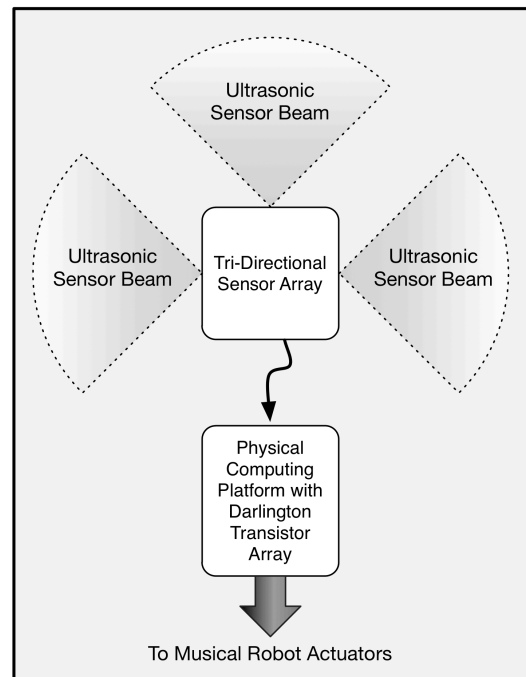 Ultrasonic
Sensor Beam
Ultrasonic
Sensor Beam
Tri-Directional
Sensor Array
Ultrasonic
Sensor Beam
Physical
Computing
Platform with
Darlington
Transistor
Array
To Musical Robot Actuators